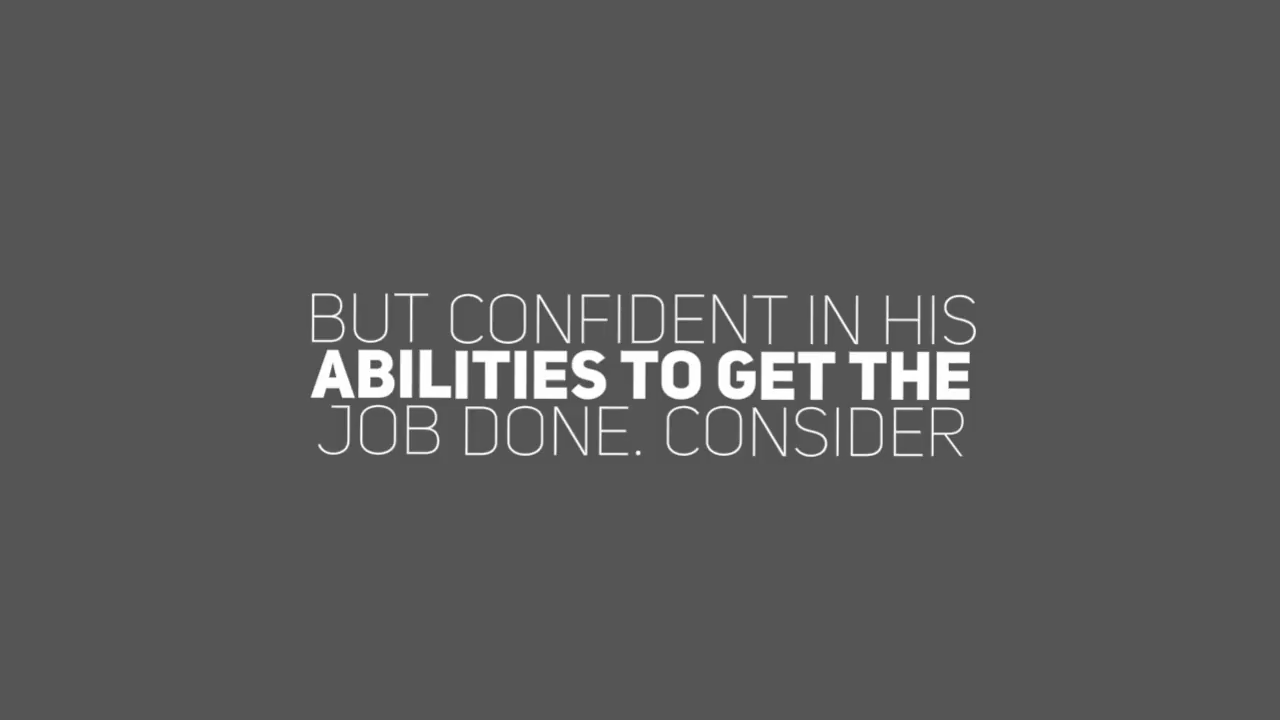 BUT CONFIDENT IN HIS
ABILITIES TO GET THE
JOB DONE. CONSIDER